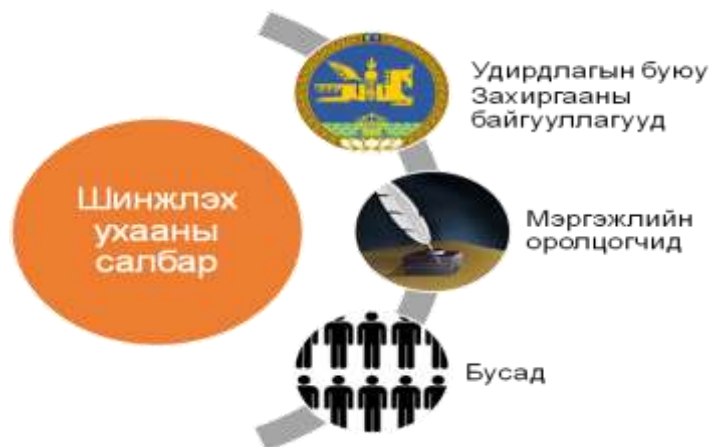 Удирдлагын буюу
Захиргааны
байгууллагууд
Шинжлэх
ухааны
салбар
Мэргэжлийн
оролцогчид
Бусад